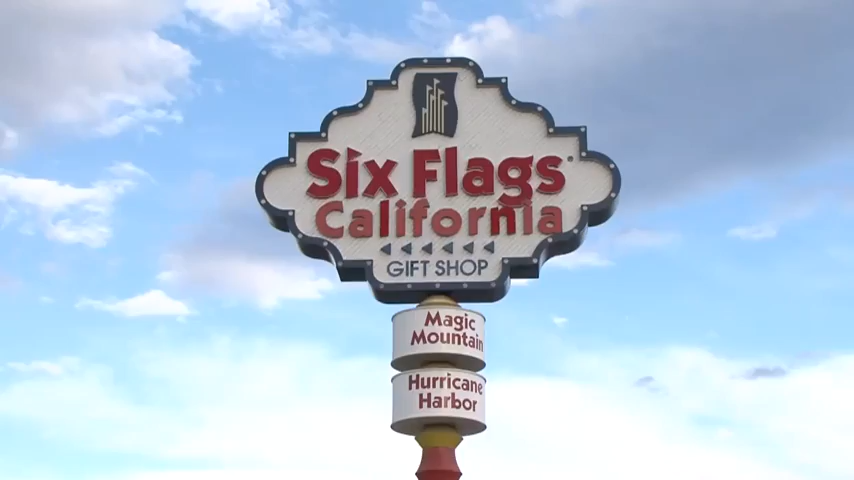 Six Flags®
California
GIFT SHOP
Magic
Mountain
Hurricane
Harbor